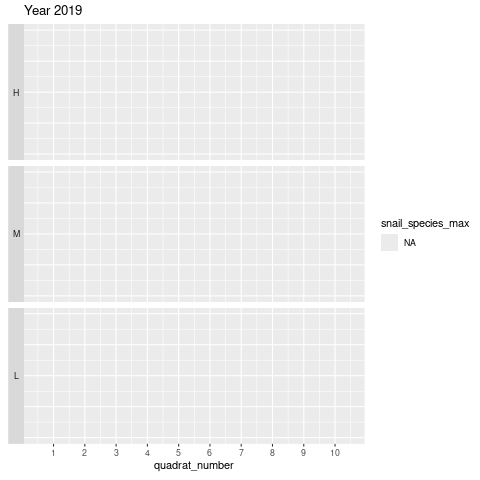 Year 2019
H
M
L
snail_species_max
NA
1 2 3 4 5 6 7 8 9 10
quadrat_number